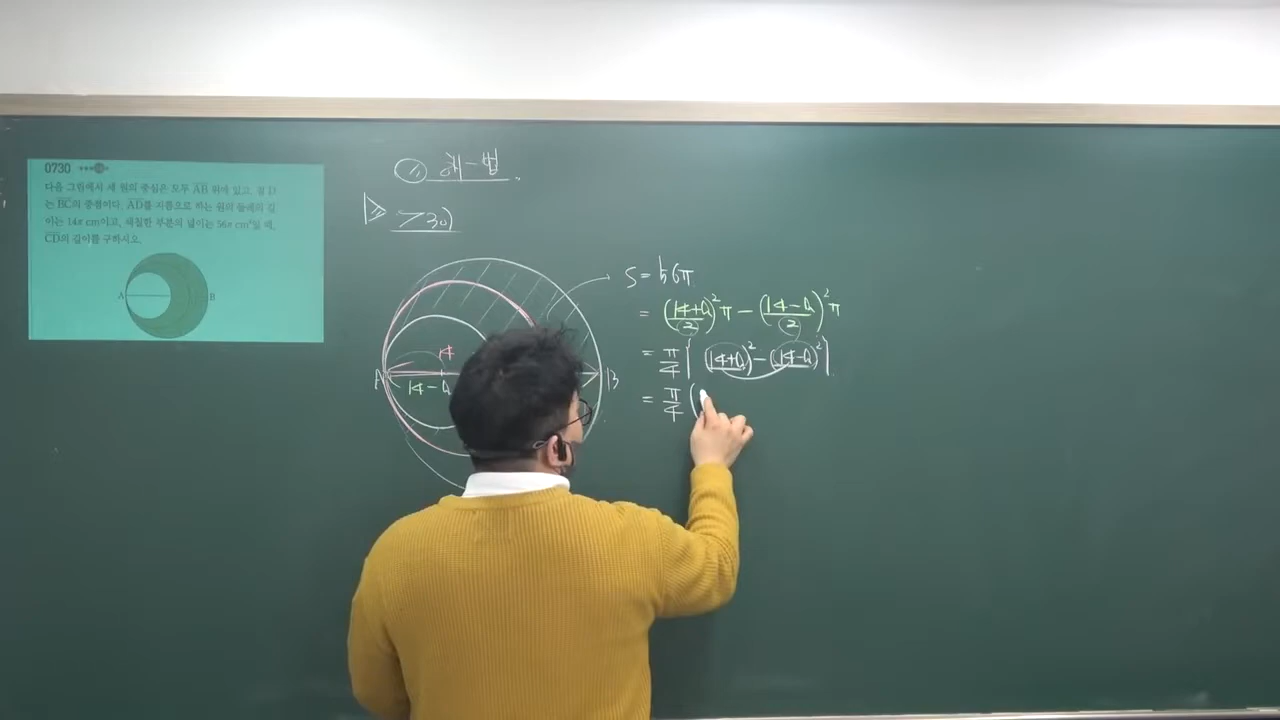 0730
다음 그림에서 세 원의 중심은 모두 AB 위에 있고, 점 D
는 BC의 중점이다. AD를 지름으로 하는 원의 둘레의 길
이는 14π cm이고, 색칠한 부분의 넓이는 56π cm²일 때,
CD의 길이를 구하시오.
A B
해-법
730)
S = 56π
= ((14+a)/2)²π - ((14-a)/2)²π
= π/4 { (14+a)² - (14-a)² }
= π/4 (
A 14 B
14-a